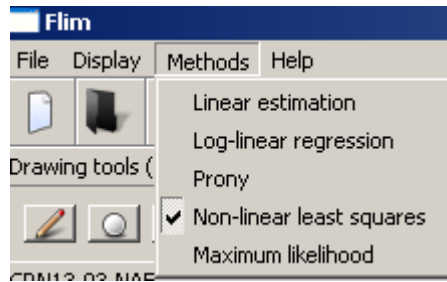 Flim
File Display Methods Help
Linear estimation
Log-linear regression
Drawing tools (
Prony
Non-linear least squares
Maximum likelihood